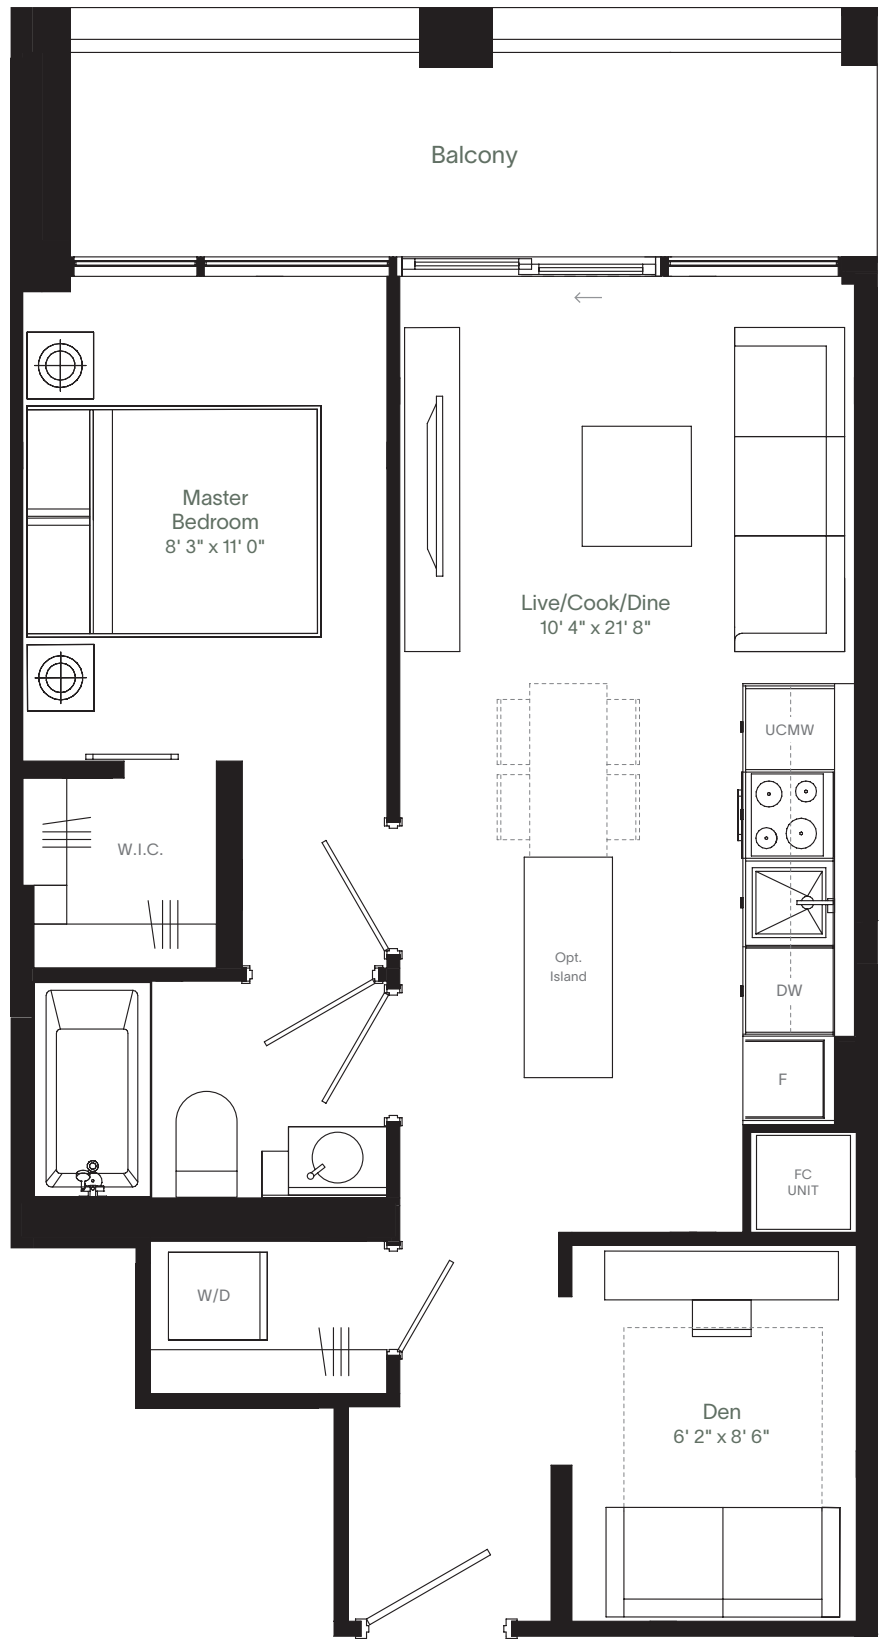 Balcony
Master
Bedroom
8' 3" x 11' 0"
Live/Cook/Dine
10' 4" x 21' 8"
UCMW
W.I.C.
Opt.
Island
DW
F
FC
UNIT
W/D
Den
6' 2" x 8' 6"